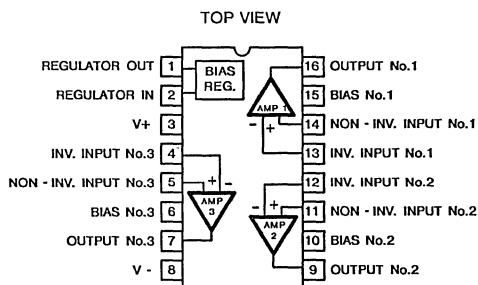 TOP VIEW
REGULATOR OUT 1
REGULATOR IN 2
V+ 3
INV. INPUT No.3 4
NON - INV. INPUT No.3 5
BIAS No.3 6
OUTPUT No.3 7
V - 8
BIAS
REG.
+ -
AMP
3
AMP 1
- +
- +
AMP
2
16 OUTPUT No.1
15 BIAS No.1
14 NON - INV. INPUT No.1
13 INV. INPUT No.1
12 INV. INPUT No.2
11 NON - INV. INPUT No.2
10 BIAS No.2
9 OUTPUT No.2